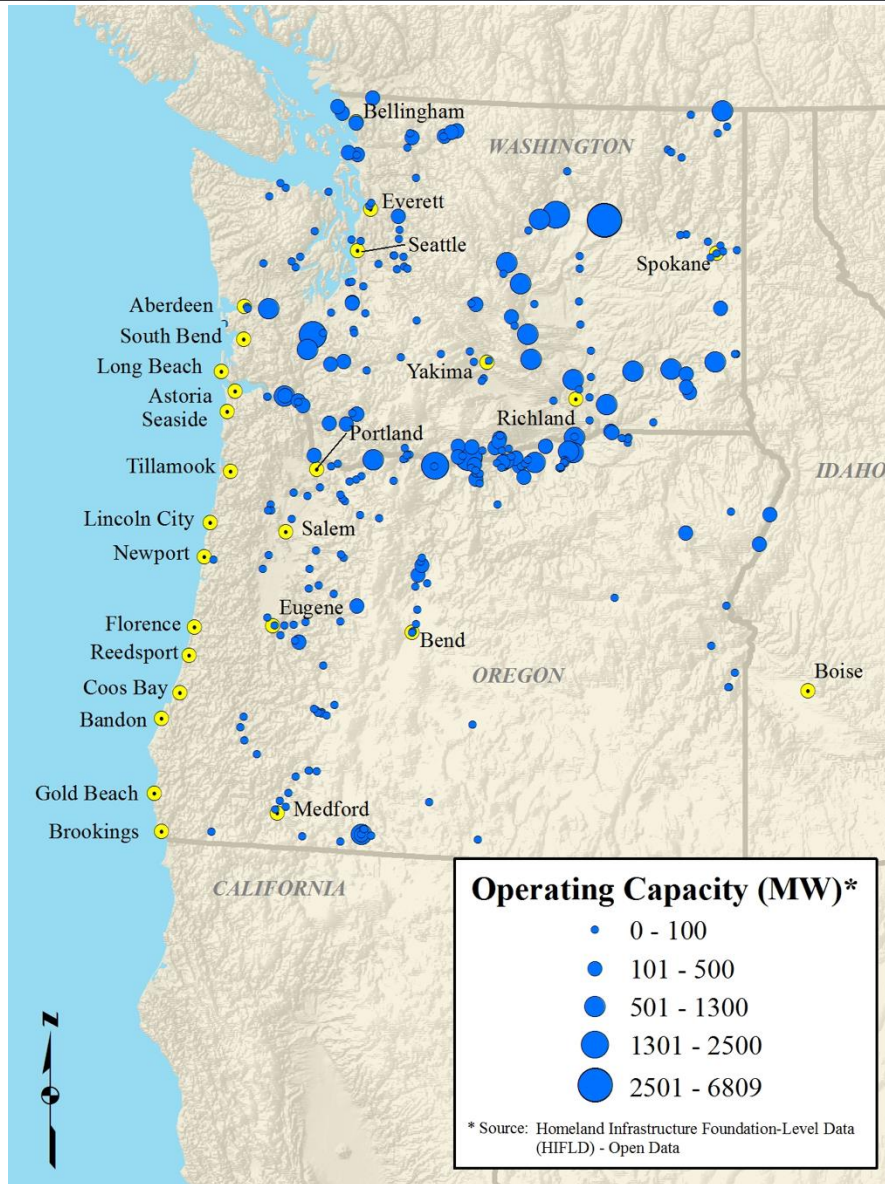 Bellingham
WASHINGTON
Everett
Seattle
Spokane
Aberdeen
South Bend
Long Beach
Yakima
Astoria
Seaside
Richland
Portland
Tillamook
IDAHO
Lincoln City
Salem
Newport
Florence
Eugene
Bend
Reedsport
OREGON
Boise
Coos Bay
Bandon
Gold Beach
Medford
Brookings
CALIFORNIA
Operating Capacity (MW)*
0 - 100
101 - 500
501 - 1300
1301 - 2500
2501 - 6809
* Source: Homeland Infrastructure Foundation-Level Data
(HIFLD) - Open Data
N